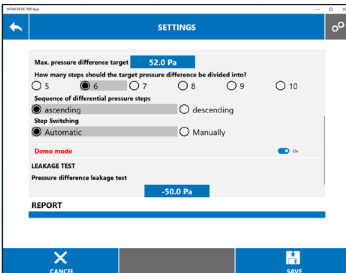 SETTINGS
Max. pressure difference target 52.0 Pa
How many steps should the target pressure difference be divided into?
5 6 7 8 9 10
Sequence of differential pressure steps
ascending descending
Step Switching
Automatic Manually
Demo mode On
LEAKAGE TEST
Pressure difference leakage test
-50.0 Pa
REPORT
CANCEL SAVE